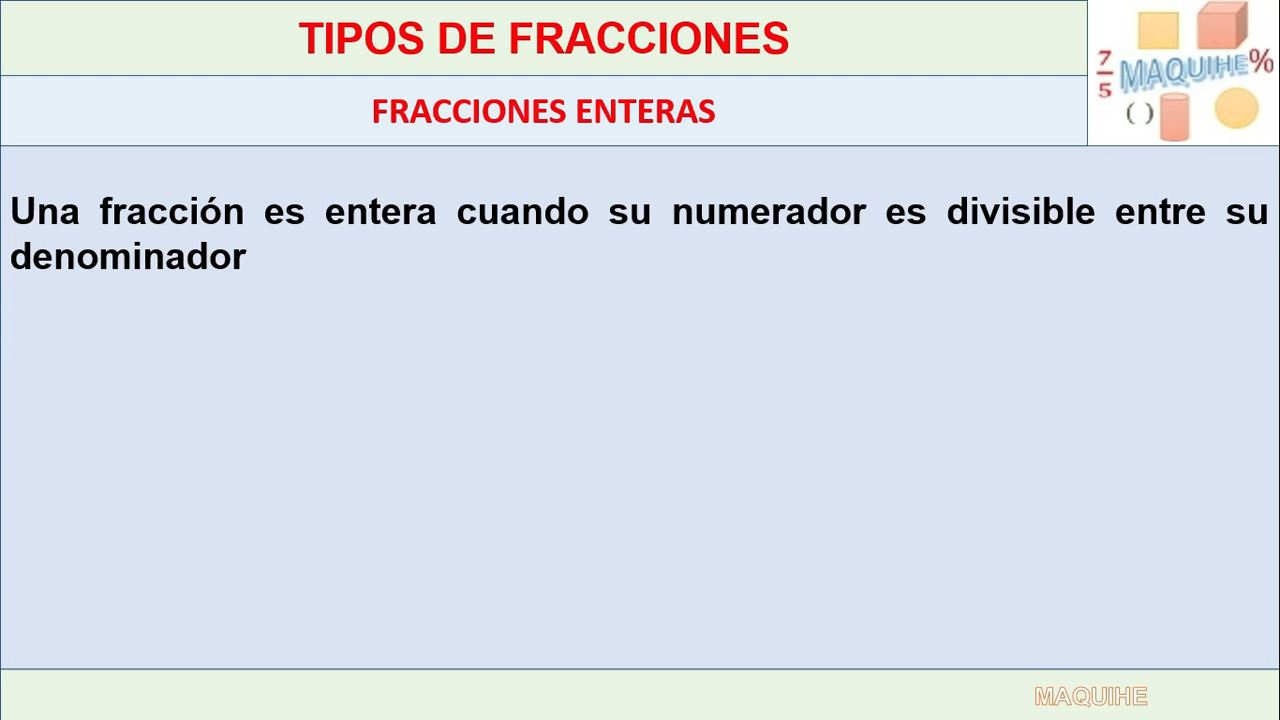 TIPOS DE FRACCIONES
FRACCIONES ENTERAS
7
5
MAQUIHE%
()
Una fracción es entera cuando su numerador es divisible entre su
denominador
MAQUIHE